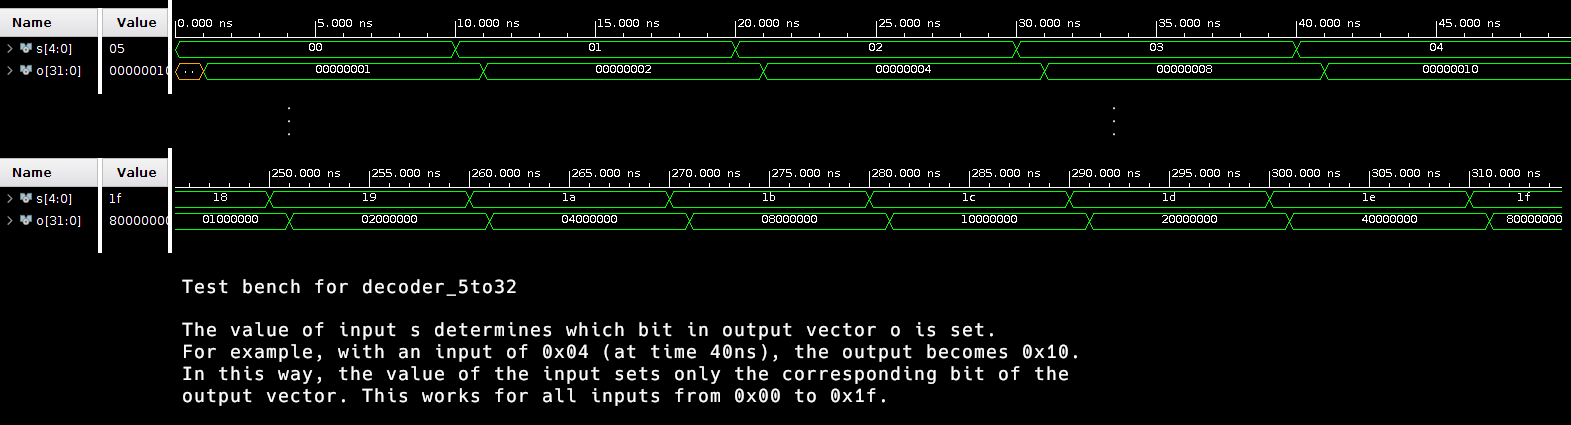 Name Value 0.000 ns 5.000 ns 10.000 ns 15.000 ns 20.000 ns 25.000 ns 30.000 ns 35.000 ns 40.000 ns 45.000 ns
s[4:0] 05 00 01 02 03 04
o[31:0] 00000010 .. 00000001 00000002 00000004 00000008 00000010
Name Value 250.000 ns 255.000 ns 260.000 ns 265.000 ns 270.000 ns 275.000 ns 280.000 ns 285.000 ns 290.000 ns 295.000 ns 300.000 ns 305.000 ns 310.000 ns
s[4:0] 1f 18 19 1a 1b 1c 1d 1e 1f
o[31:0] 80000000 01000000 02000000 04000000 08000000 10000000 20000000 40000000 80000000
Test bench for decoder_5to32
The value of input s determines which bit in output vector o is set.
For example, with an input of 0x04 (at time 40ns), the output becomes 0x10.
In this way, the value of the input sets only the corresponding bit of the
output vector. This works for all inputs from 0x00 to 0x1f.